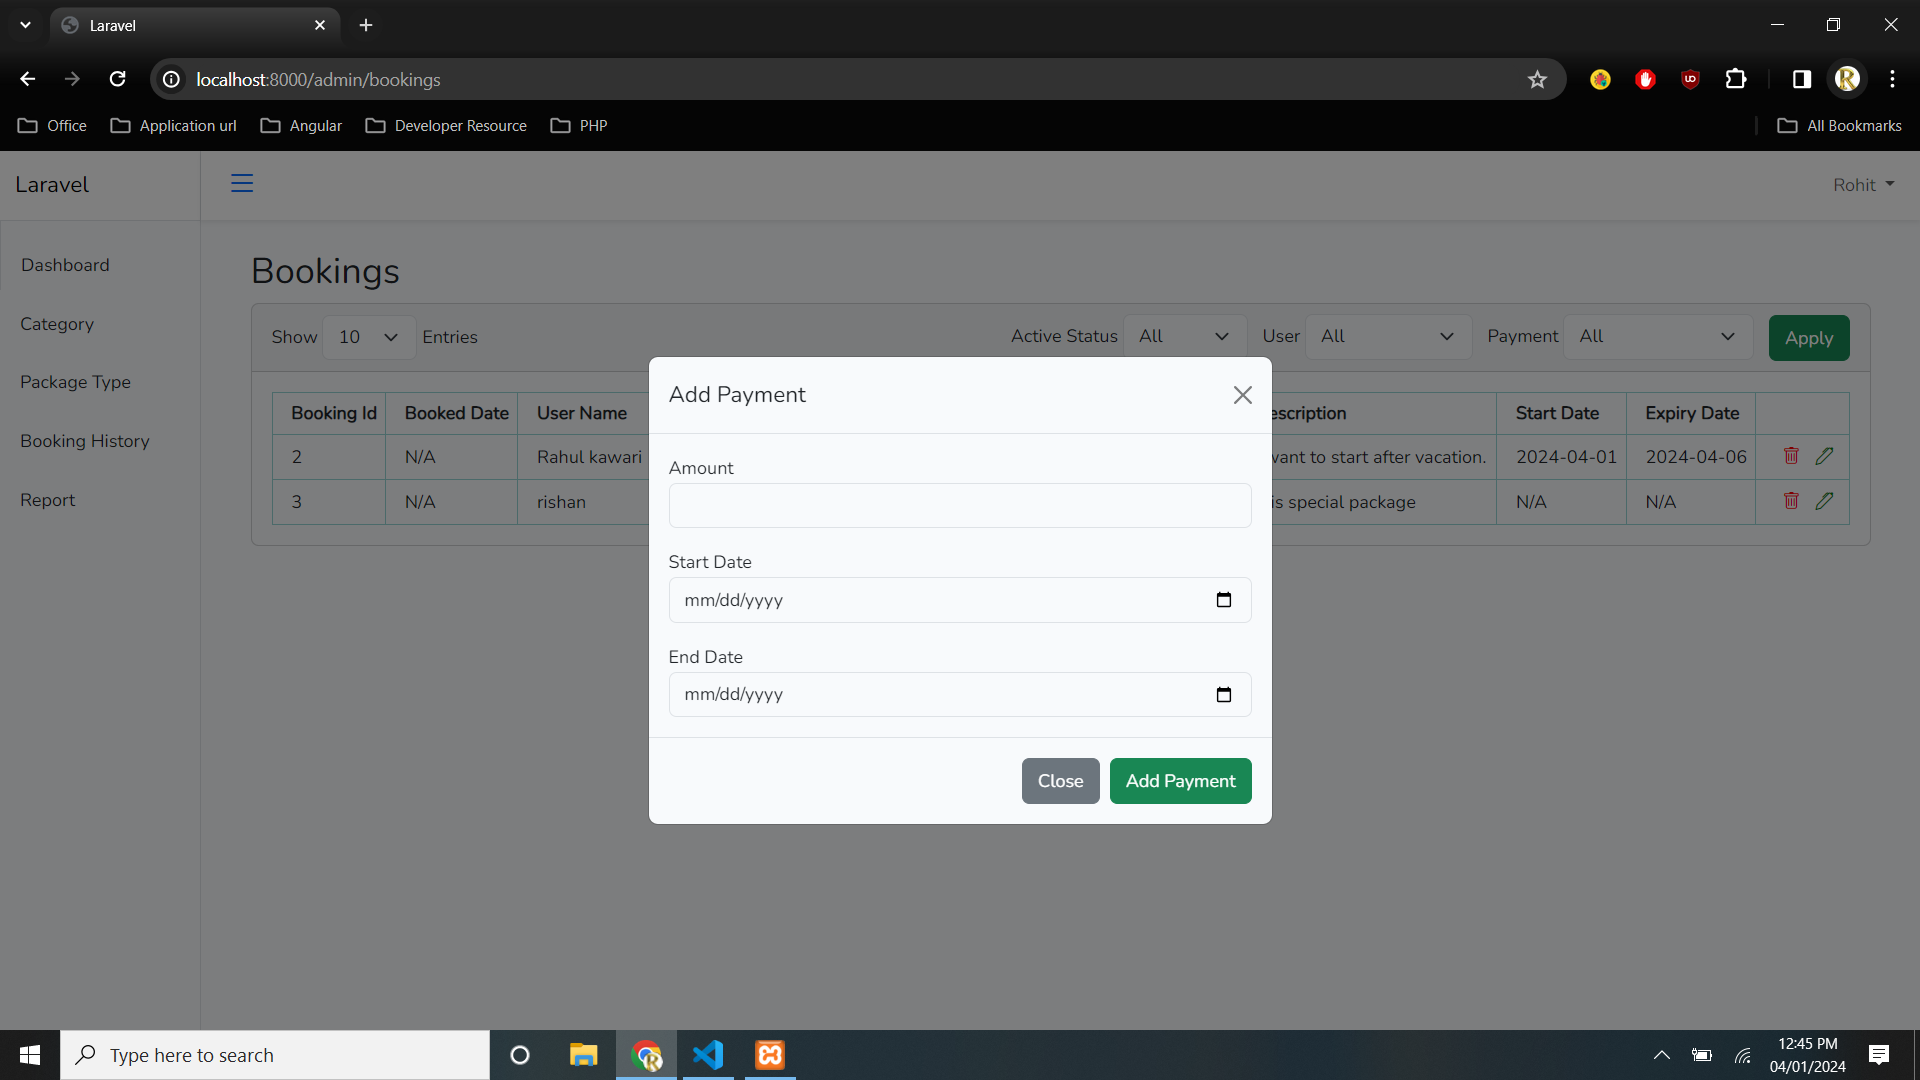 Laravel
localhost:8000/admin/bookings
Office Application url Angular Developer Resource PHP All Bookmarks
Laravel Rohit
Dashboard
Category
Package Type
Booking History
Report
Bookings
Show 10 Entries Active Status All User All Payment All Apply
Booking Id Booked Date User Name escription Start Date Expiry Date
2 N/A Rahul kawari want to start after vacation. 2024-04-01 2024-04-06
3 N/A rishan is special package N/A N/A
Add Payment
Amount
Start Date
mm/dd/yyyy
End Date
mm/dd/yyyy
Close Add Payment
Type here to search
12:45 PM
04/01/2024